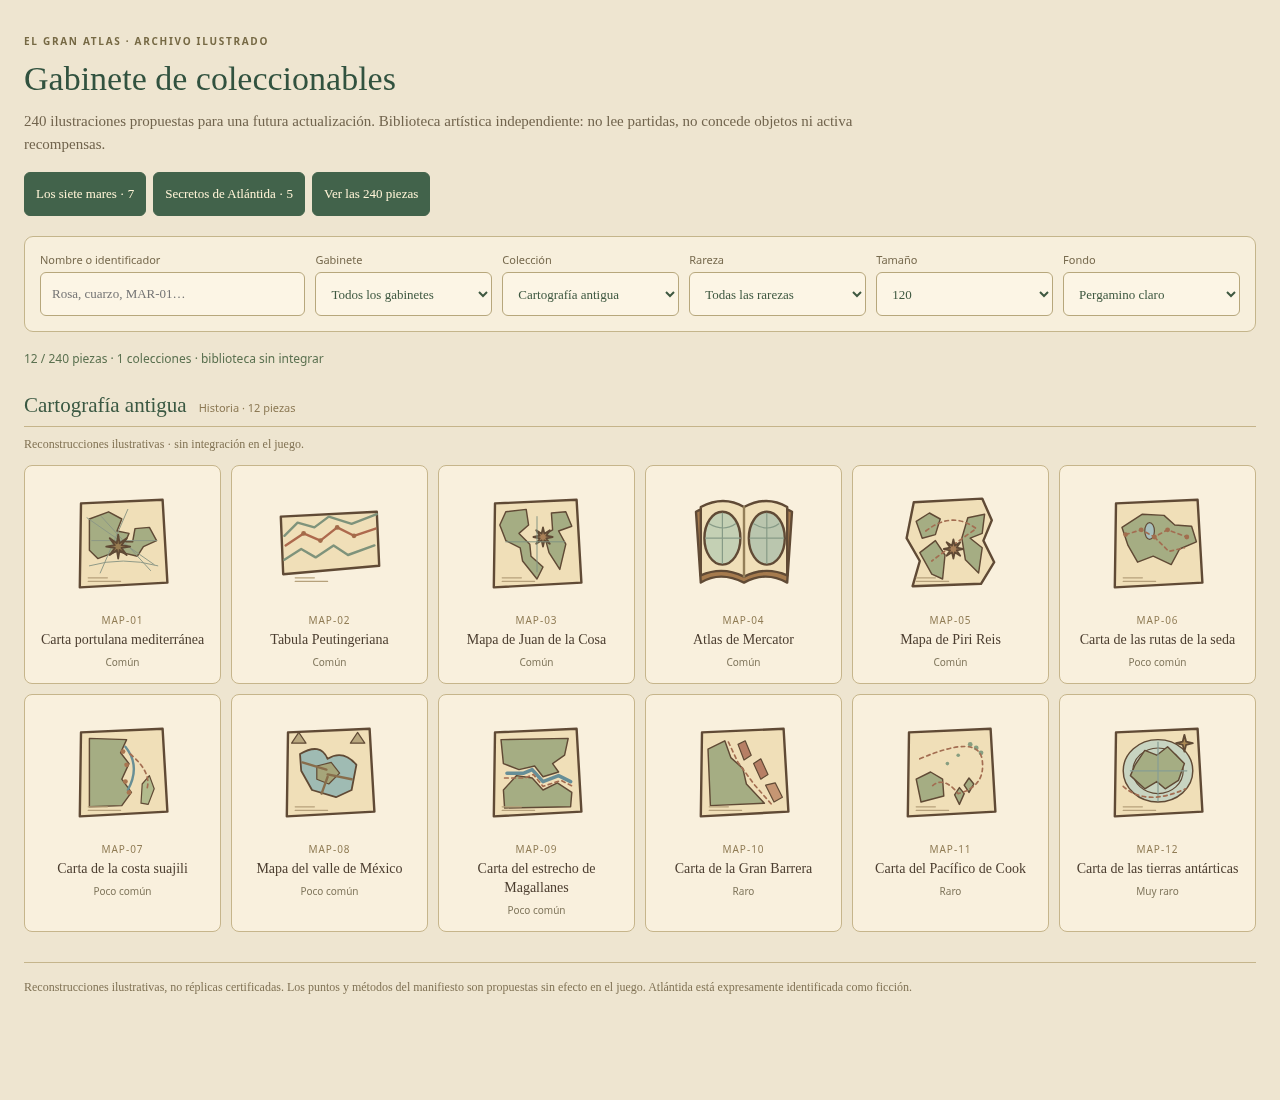 EL GRAN ATLAS · ARCHIVO ILUSTRADO
Gabinete de coleccionables
240 ilustraciones propuestas para una futura actualización. Biblioteca artística independiente: no lee partidas, no concede objetos ni activa
recompensas.
Los siete mares · 7
Secretos de Atlántida · 5
Ver las 240 piezas
Nombre o identificador
Gabinete
Colección
Rareza
Tamaño
Fondo
Rosa, cuarzo, MAR-01…
Todos los gabinetes
Cartografía antigua
Todas las rarezas
120
Pergamino claro
12 / 240 piezas · 1 colecciones · biblioteca sin integrar
Cartografía antigua
Historia · 12 piezas
Reconstrucciones ilustrativas · sin integración en el juego.
MAP-01
Carta portulana mediterránea
Común
MAP-02
Tabula Peutingeriana
Común
MAP-03
Mapa de Juan de la Cosa
Común
MAP-04
Atlas de Mercator
Común
MAP-05
Mapa de Piri Reis
Común
MAP-06
Carta de las rutas de la seda
Poco común
MAP-07
Carta de la costa suajili
Poco común
MAP-08
Mapa del valle de México
Poco común
MAP-09
Carta del estrecho de
Magallanes
Poco común
MAP-10
Carta de la Gran Barrera
Raro
MAP-11
Carta del Pacífico de Cook
Raro
MAP-12
Carta de las tierras antárticas
Muy raro
Reconstrucciones ilustrativas, no réplicas certificadas. Los puntos y métodos del manifiesto son propuestas sin efecto en el juego. Atlántida está expresamente identificada como ficción.